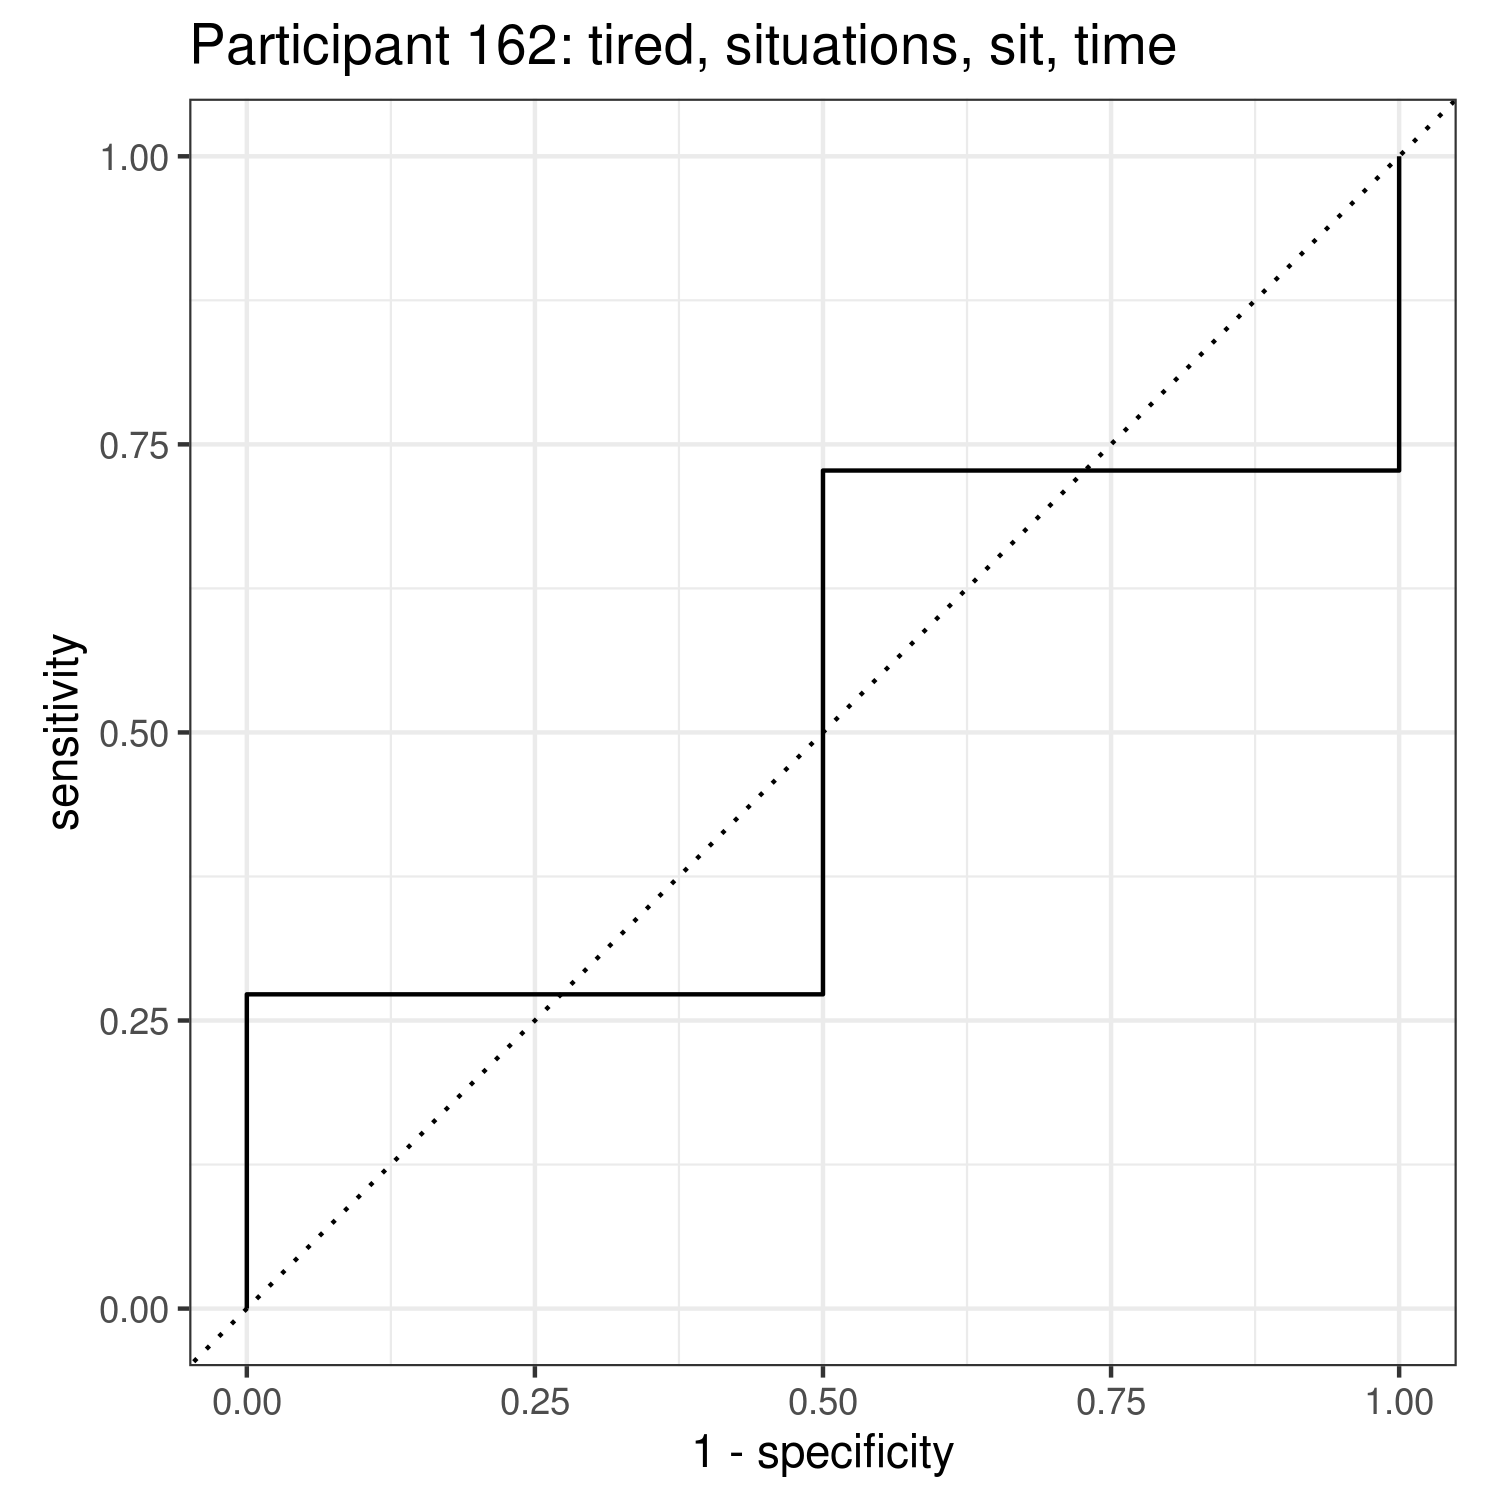 Participant 162: tired, situations, sit, time
1.00
0.75
0.50
0.25
0.00
sensitivity
0.00 0.25 0.50 0.75 1.00
1 - specificity